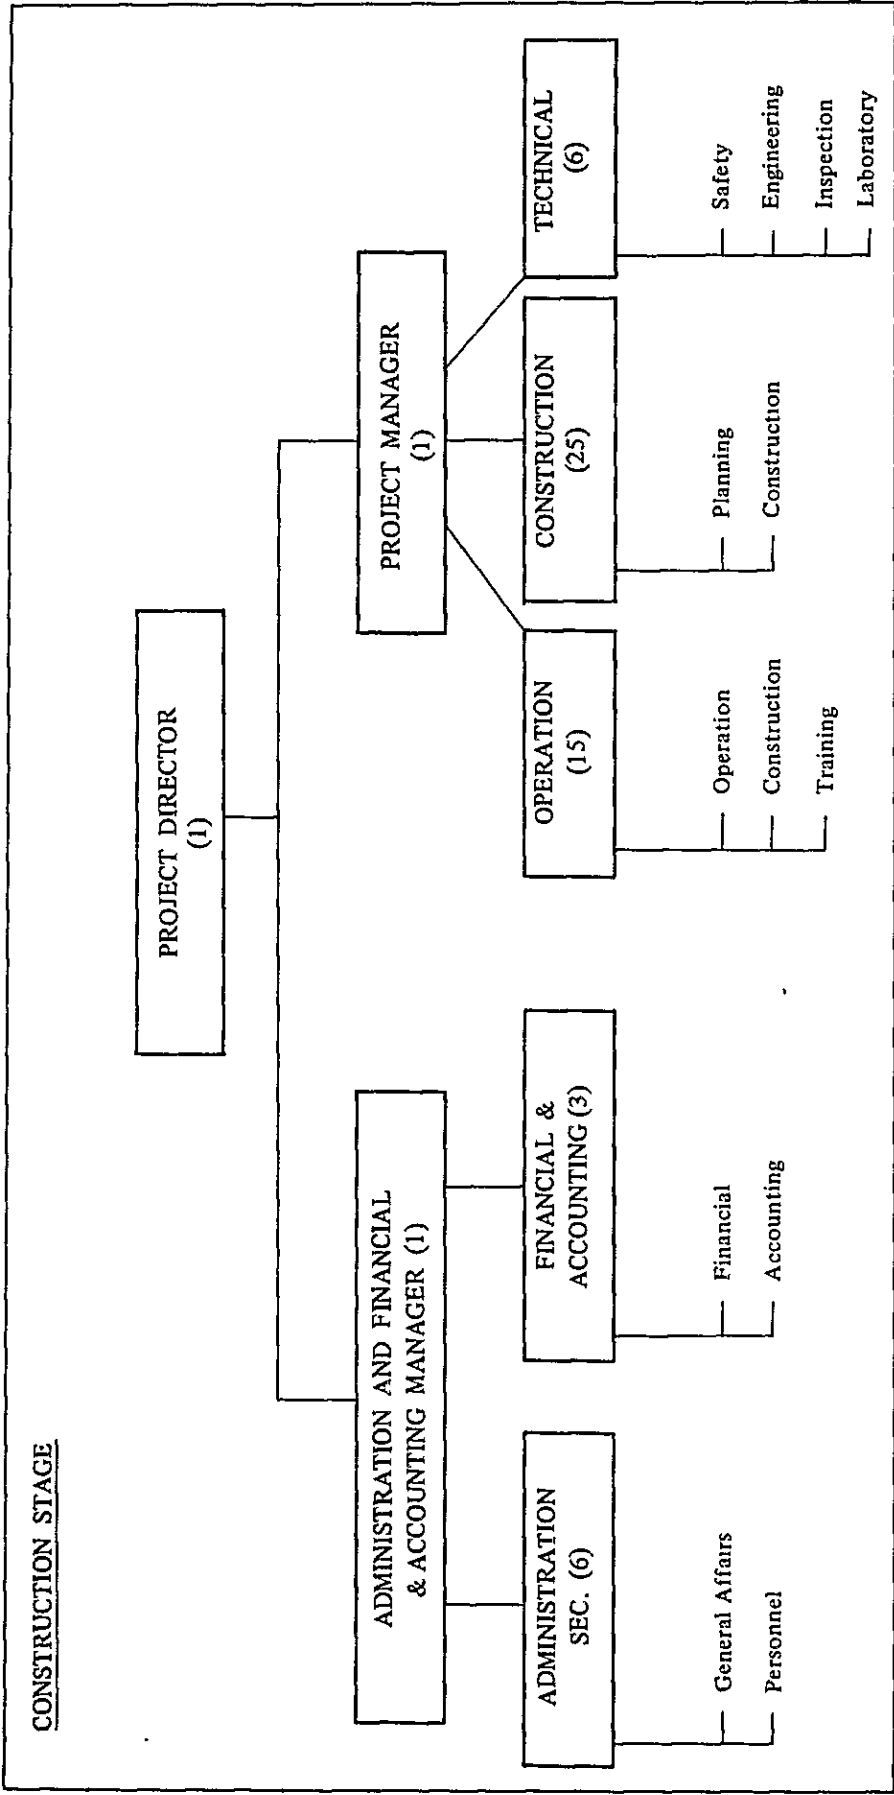 CONSTRUCTION STAGE
PROJECT DIRECTOR
(1)
ADMINISTRATION AND FINANCIAL
& ACCOUNTING MANAGER (1)
PROJECT MANAGER
(1)
ADMINISTRATION
SEC. (6)
FINANCIAL &
ACCOUNTING (3)
OPERATION
(15)
CONSTRUCTION
(25)
TECHNICAL
(6)
General Affairs
Personnel
Financial
Accounting
Operation
Construction
Training
Planning
Construction
Safety
Engineering
Inspection
Laboratory